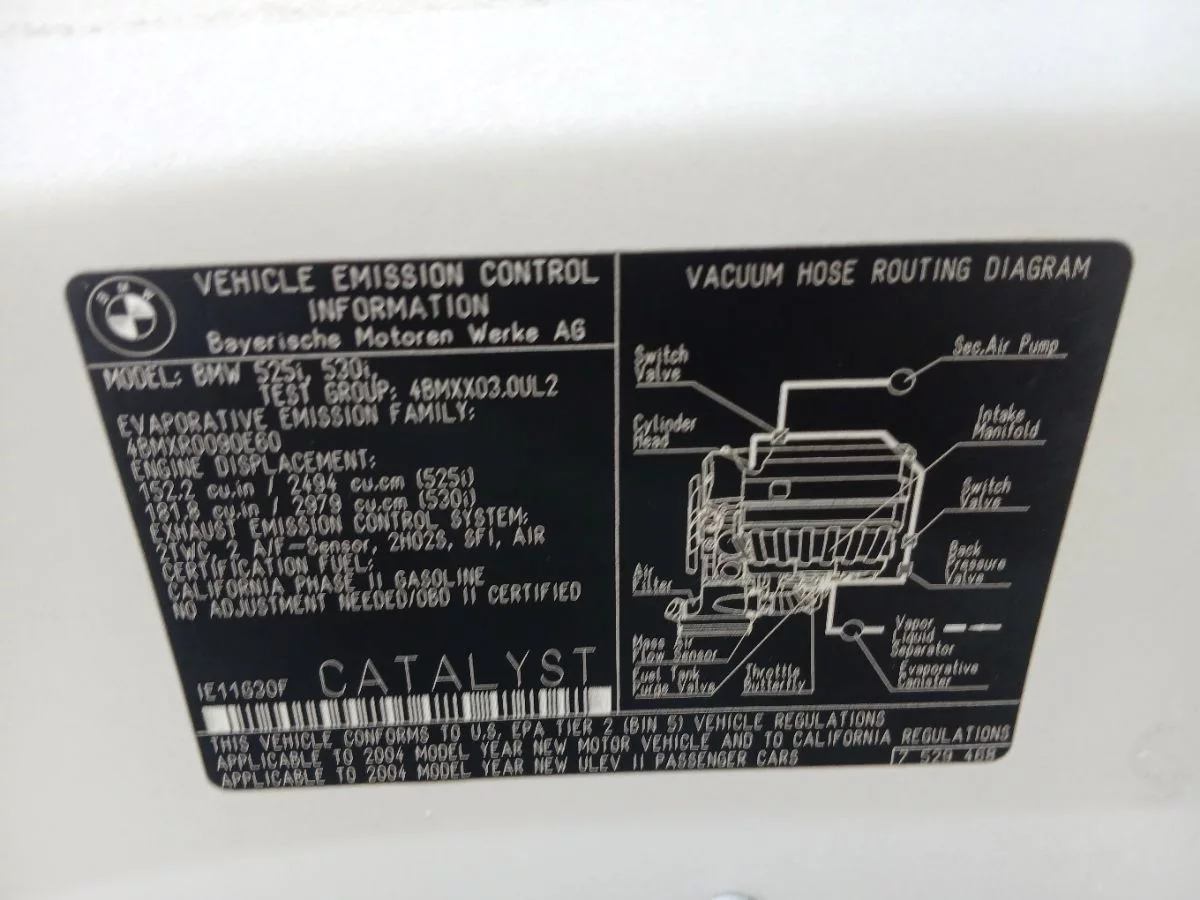 BMW
VEHICLE EMISSION CONTROL
INFORMATION
Bayerische Motoren Werke AG
MODEL: BMW 525i, 530i,
TEST GROUP: 4BMXX03.0UL2
EVAPORATIVE EMISSION FAMILY:
4BMXR0090E60
ENGINE DISPLACEMENT:
152.2 cu.in / 2494 cu.cm (525i)
181.8 cu.in / 2979 cu.cm (530i)
EXHAUST EMISSION CONTROL SYSTEM:
2TWC, 2 A/F-Sensor, 2HO2S, SFI, AIR
CERTIFICATION FUEL:
CALIFORNIA PHASE II GASOLINE
NO ADJUSTMENT NEEDED/OBD II CERTIFIED
1E11630F
CATALYST
VACUUM HOSE ROUTING DIAGRAM
Switch
Valve
Sec.Air Pump
Cylinder
Head
Intake
Manifold
Switch
Valve
Back
Pressure
Valve
Air
Filter
Mass Air
Flow Sensor
Fuel Tank
Purge Valve
Throttle
Butterfly
Vapor
Liquid
Separator
Evaporative
Canister
THIS VEHICLE CONFORMS TO U.S. EPA TIER 2 (BIN 5) VEHICLE REGULATIONS
APPLICABLE TO 2004 MODEL YEAR NEW MOTOR VEHICLE AND TO CALIFORNIA REGULATIONS
APPLICABLE TO 2004 MODEL YEAR NEW ULEV II PASSENGER CARS
7 529 468